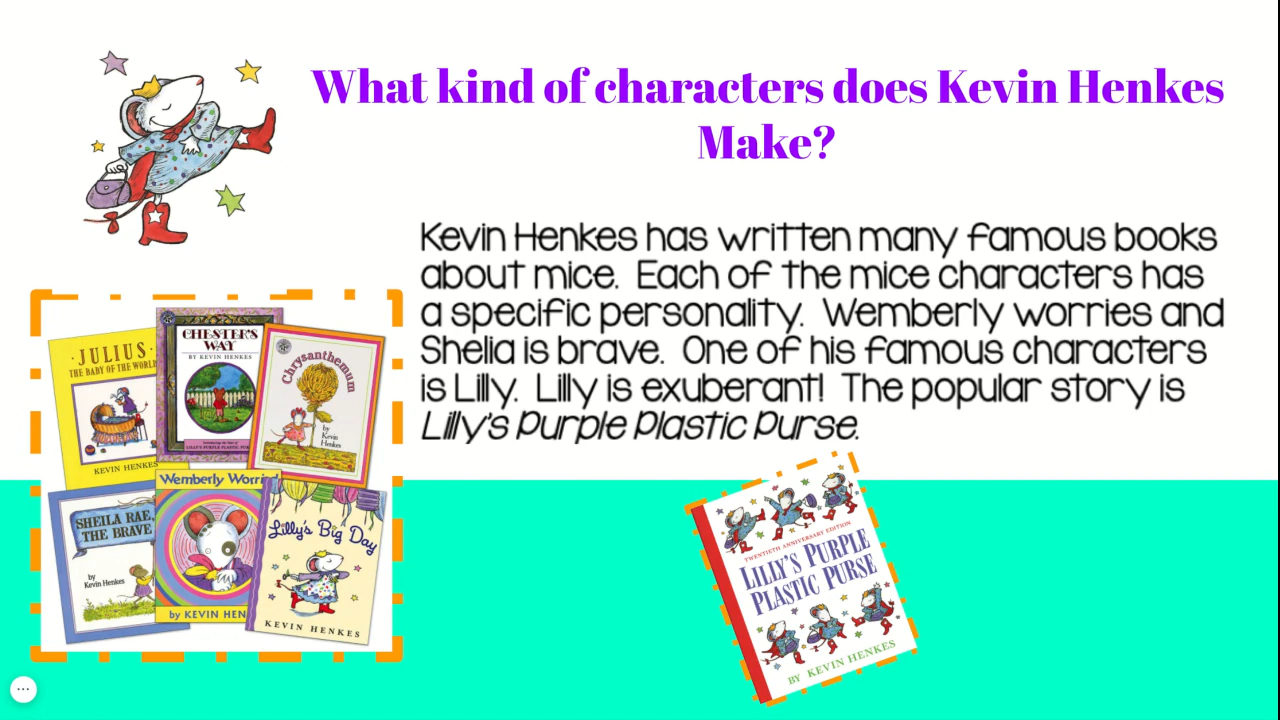 What kind of characters does Kevin Henkes
Make?
Kevin Henkes has written many famous books
about mice. Each of the mice characters has
a specific personality. Wemberly worries and
Shelia is brave. One of his famous characters
is Lilly. Lilly is exuberant! The popular story is
Lilly's Purple Plastic Purse.
JULIUS
THE BABY OF THE WORLD
KEVIN HENKES
CHESTER'S
WAY
BY KEVIN HENKES
Chrysanthemum
by
Kevin
Henkes
SHEILA RAE,
THE BRAVE
by
Kevin Henkes
Wemberly Worried
by KEVIN HEN
Lilly's Big Day
KEVIN HENKES
TWENTIETH ANNIVERSARY EDITION
LILLY'S PURPLE
PLASTIC PURSE
BY KEVIN HENKES